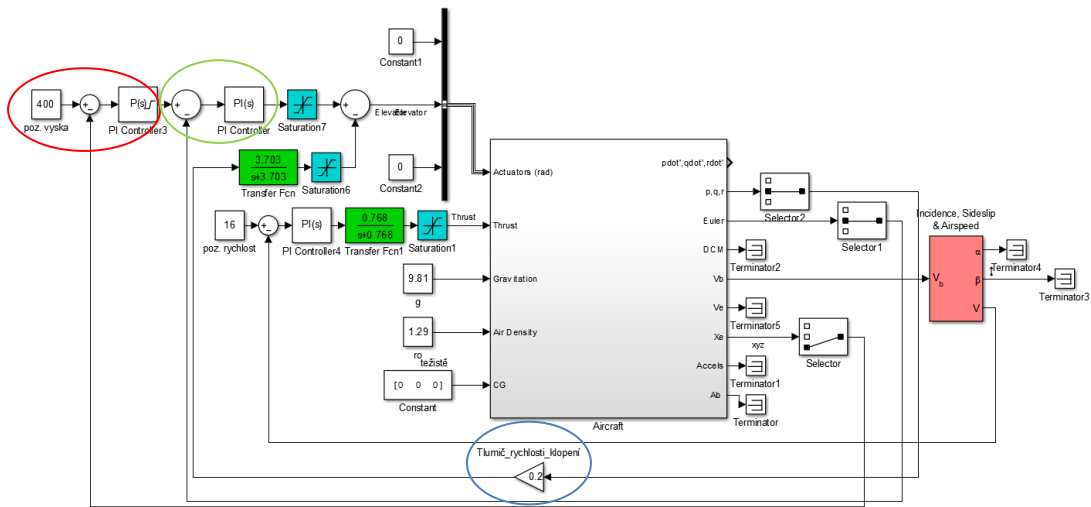 0
Constant1
400
poz. vyska
P(s)
PI Controller3
PI(s)
PI Controller
Saturation7
Elevator
Elevator
3.703
s+3.703
Transfer Fcn
Saturation6
0
Constant2
16
poz. rychlost
PI(s)
PI Controller4
0.768
s+0.768
Transfer Fcn1
Saturation1
Thrust
9.81
g
1.29
ro
težistě
[0 0 0]
Constant
Actuators (rad)
Thrust
Gravitation
Air Density
CG
pdot',qdot',rdot'
p,q,r
Euler
DCM
Vb
Ve
Xe
Accels
Ab
Aircraft
Selector2
Selector1
Terminator2
Terminator5
xyz
Selector
Terminator1
Terminator
Incidence, Sideslip
& Airspeed
Vb
α
β
V
Terminator4
Terminator3
Tlumič_rychlosti_klopení
0.2